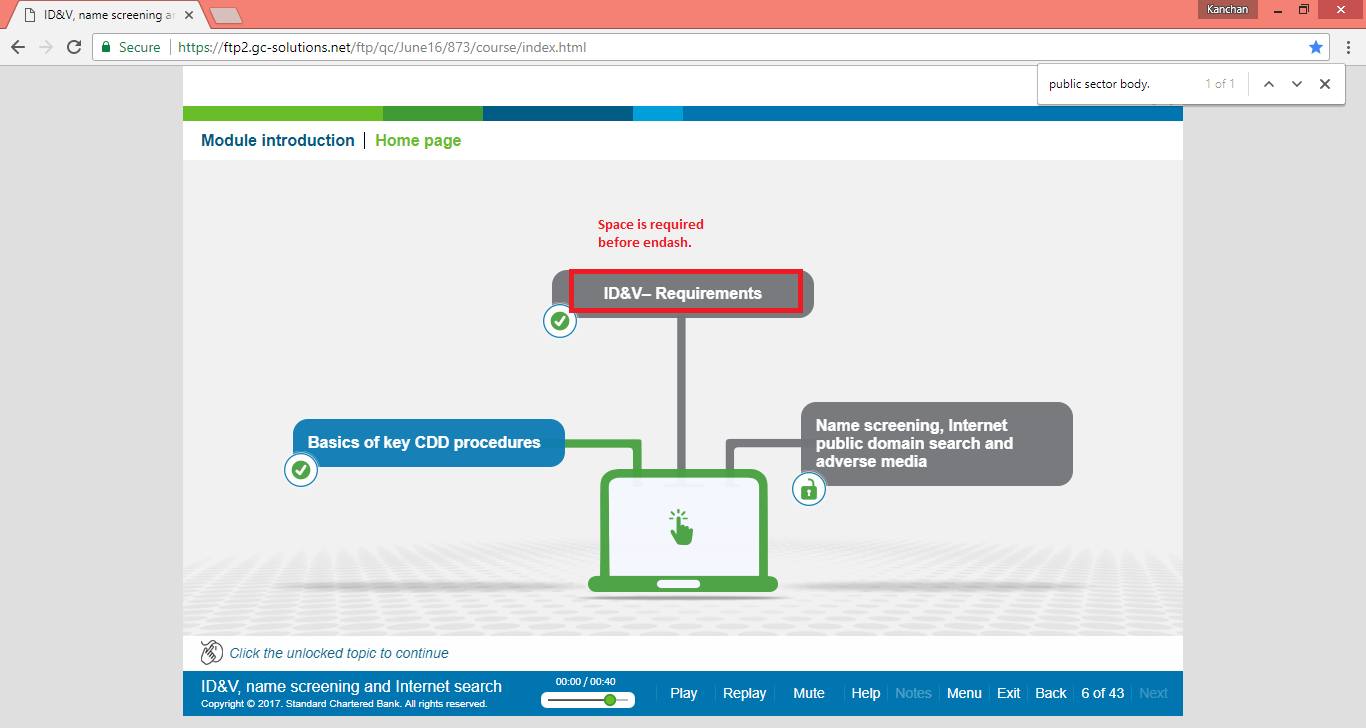 ID&V, name screening a
Kanchan
Secure
https://ftp2.gc-solutions.net/ftp/qc/June16/873/course/index.html
public sector body.
1 of 1
Module introduction
Home page
Space is required
before endash.
ID&V– Requirements
Basics of key CDD procedures
Name screening, Internet
public domain search and
adverse media
Click the unlocked topic to continue
ID&V, name screening and Internet search
Copyright © 2017. Standard Chartered Bank. All rights reserved.
00:00 / 00:40
Play
Replay
Mute
Help
Notes
Menu
Exit
Back
6 of 43
Next